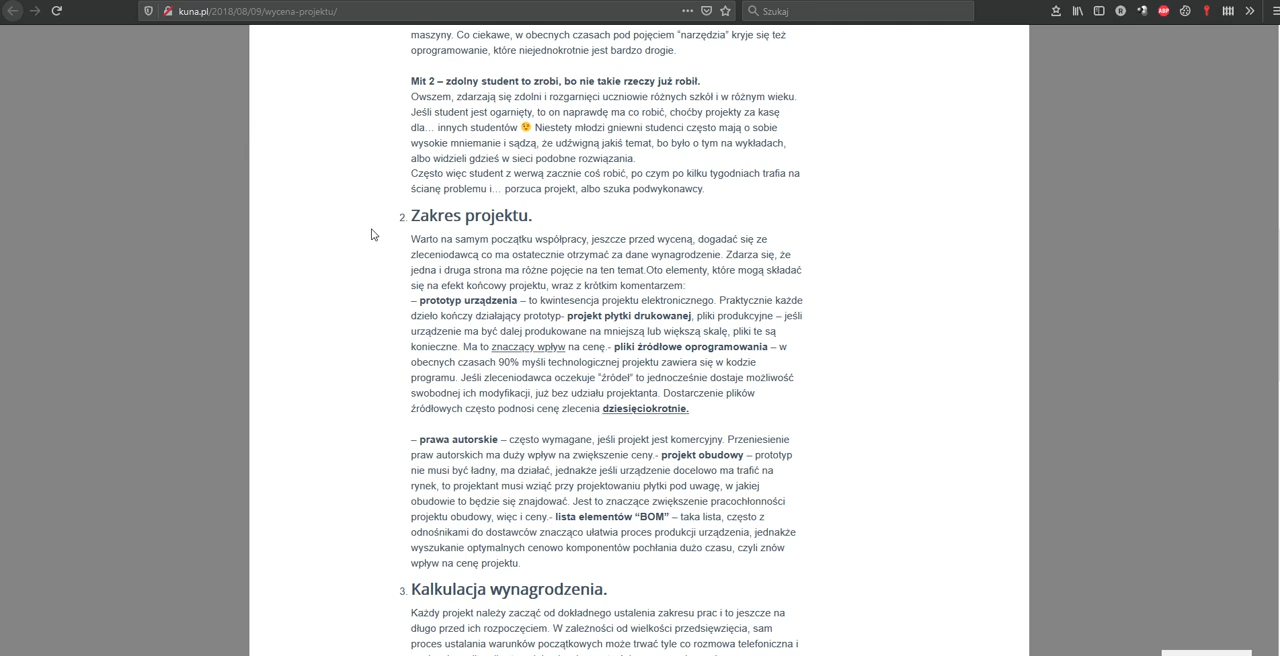 kuna.pl/2018/08/09/wycena-projektu/
Szukaj
maszyny. Co ciekawe, w obecnych czasach pod pojęciem “narzędzia” kryje się też
oprogramowanie, które niejednokrotnie jest bardzo drogie.
Mit 2 – zdolny student to zrobi, bo nie takie rzeczy już robił.
Owszem, zdarzają się zdolni i rozgarnięci uczniowie różnych szkół i w różnym wieku.
Jeśli student jest ogarnięty, to on naprawdę ma co robić, choćby projekty za kasę
dla… innych studentów 😉 Niestety młodzi gniewni studenci często mają o sobie
wysokie mniemanie i sądzą, że udźwigną jakiś temat, bo było o tym na wykładach,
albo widzieli gdzieś w sieci podobne rozwiązania.
Często więc student z werwą zacznie coś robić, po czym po kilku tygodniach trafia na
ścianę problemu i… porzuca projekt, albo szuka podwykonawcy.
2. Zakres projektu.
Warto na samym początku współpracy, jeszcze przed wyceną, dogadać się ze
zleceniodawcą co ma ostatecznie otrzymać za dane wynagrodzenie. Zdarza się, że
jedna i druga strona ma różne pojęcie na ten temat.Oto elementy, które mogą składać
się na efekt końcowy projektu, wraz z krótkim komentarzem:
– prototyp urządzenia – to kwintesencja projektu elektronicznego. Praktycznie każde
dzieło kończy działający prototyp- projekt płytki drukowanej, pliki produkcyjne – jeśli
urządzenie ma być dalej produkowane na mniejszą lub większą skalę, pliki te są
konieczne. Ma to znaczący wpływ na cenę.- pliki źródłowe oprogramowania – w
obecnych czasach 90% myśli technologicznej projektu zawiera się w kodzie
programu. Jeśli zleceniodawca oczekuje “źródeł” to jednocześnie dostaje możliwość
swobodnej ich modyfikacji, już bez udziału projektanta. Dostarczenie plików
źródłowych często podnosi cenę zlecenia dziesięciokrotnie.
– prawa autorskie – często wymagane, jeśli projekt jest komercyjny. Przeniesienie
praw autorskich ma duży wpływ na zwiększenie ceny.- projekt obudowy – prototyp
nie musi być ładny, ma działać, jednakże jeśli urządzenie docelowo ma trafić na
rynek, to projektant musi wziąć przy projektowaniu płytki pod uwagę, w jakiej
obudowie to będzie się znajdować. Jest to znaczące zwiększenie pracochłonności
projektu obudowy, więc i ceny.- lista elementów “BOM” – taka lista, często z
odnośnikami do dostawców znacząco ułatwia proces produkcji urządzenia, jednakże
wyszukanie optymalnych cenowo komponentów pochłania dużo czasu, czyli znów
wpływ na cenę projektu.
3. Kalkulacja wynagrodzenia.
Każdy projekt należy zacząć od dokładnego ustalenia zakresu prac i to jeszcze na
długo przed ich rozpoczęciem. W zależności od wielkości przedsięwzięcia, sam
proces ustalania warunków początkowych może trwać tyle co rozmowa telefoniczna i